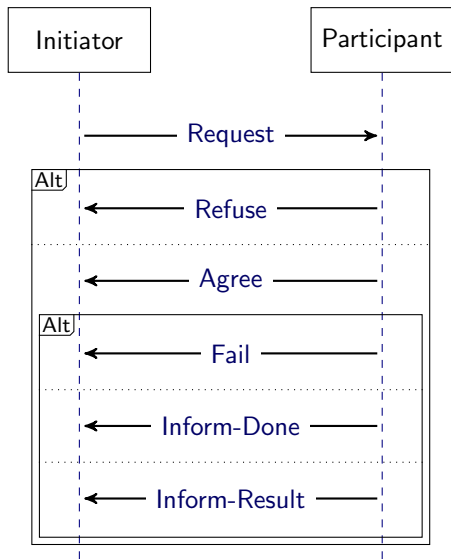 Initiator
Participant
Request
Alt
Refuse
Agree
Alt
Fail
Inform-Done
Inform-Result